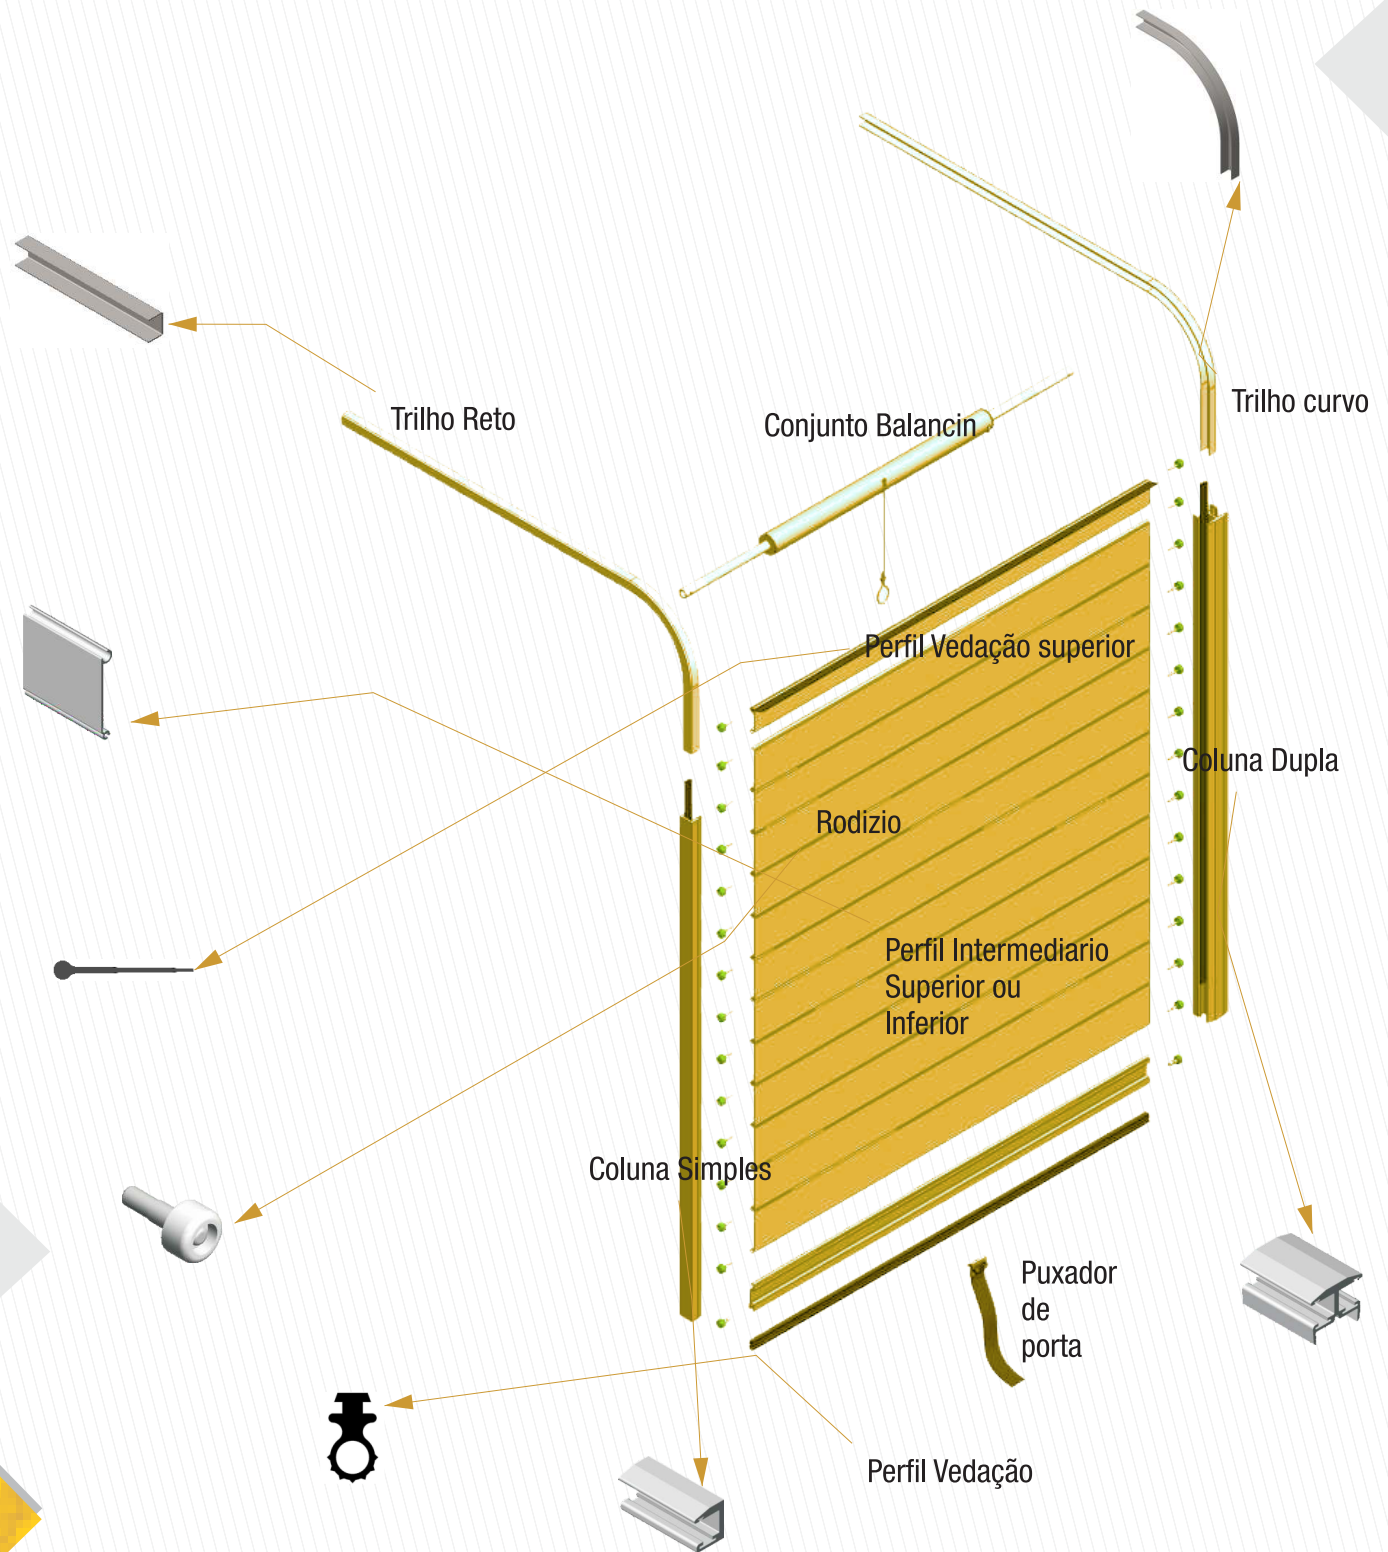 Trilho curvo
Trilho Reto
Conjunto Balancin
Perfil Vedação superior
Coluna Dupla
Rodizio
Perfil Intermediario
Superior ou
Inferior
Coluna Simples
Puxador
de
porta
Perfil Vedação